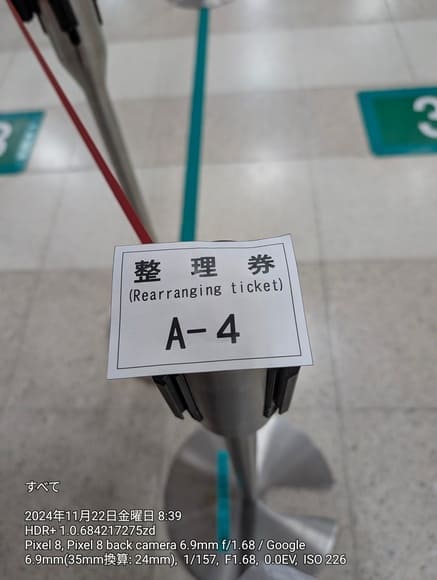 3
3
整理券
(Rearranging ticket)
A-4
すべて
2024年11月22日金曜日 8:39
HDR+ 1.0.684217275zd
Pixel 8, Pixel 8 back camera 6.9mm f/1.68 / Google
6.9mm(35mm換算: 24mm), 1/157, F1.68, 0.0EV, ISO 226